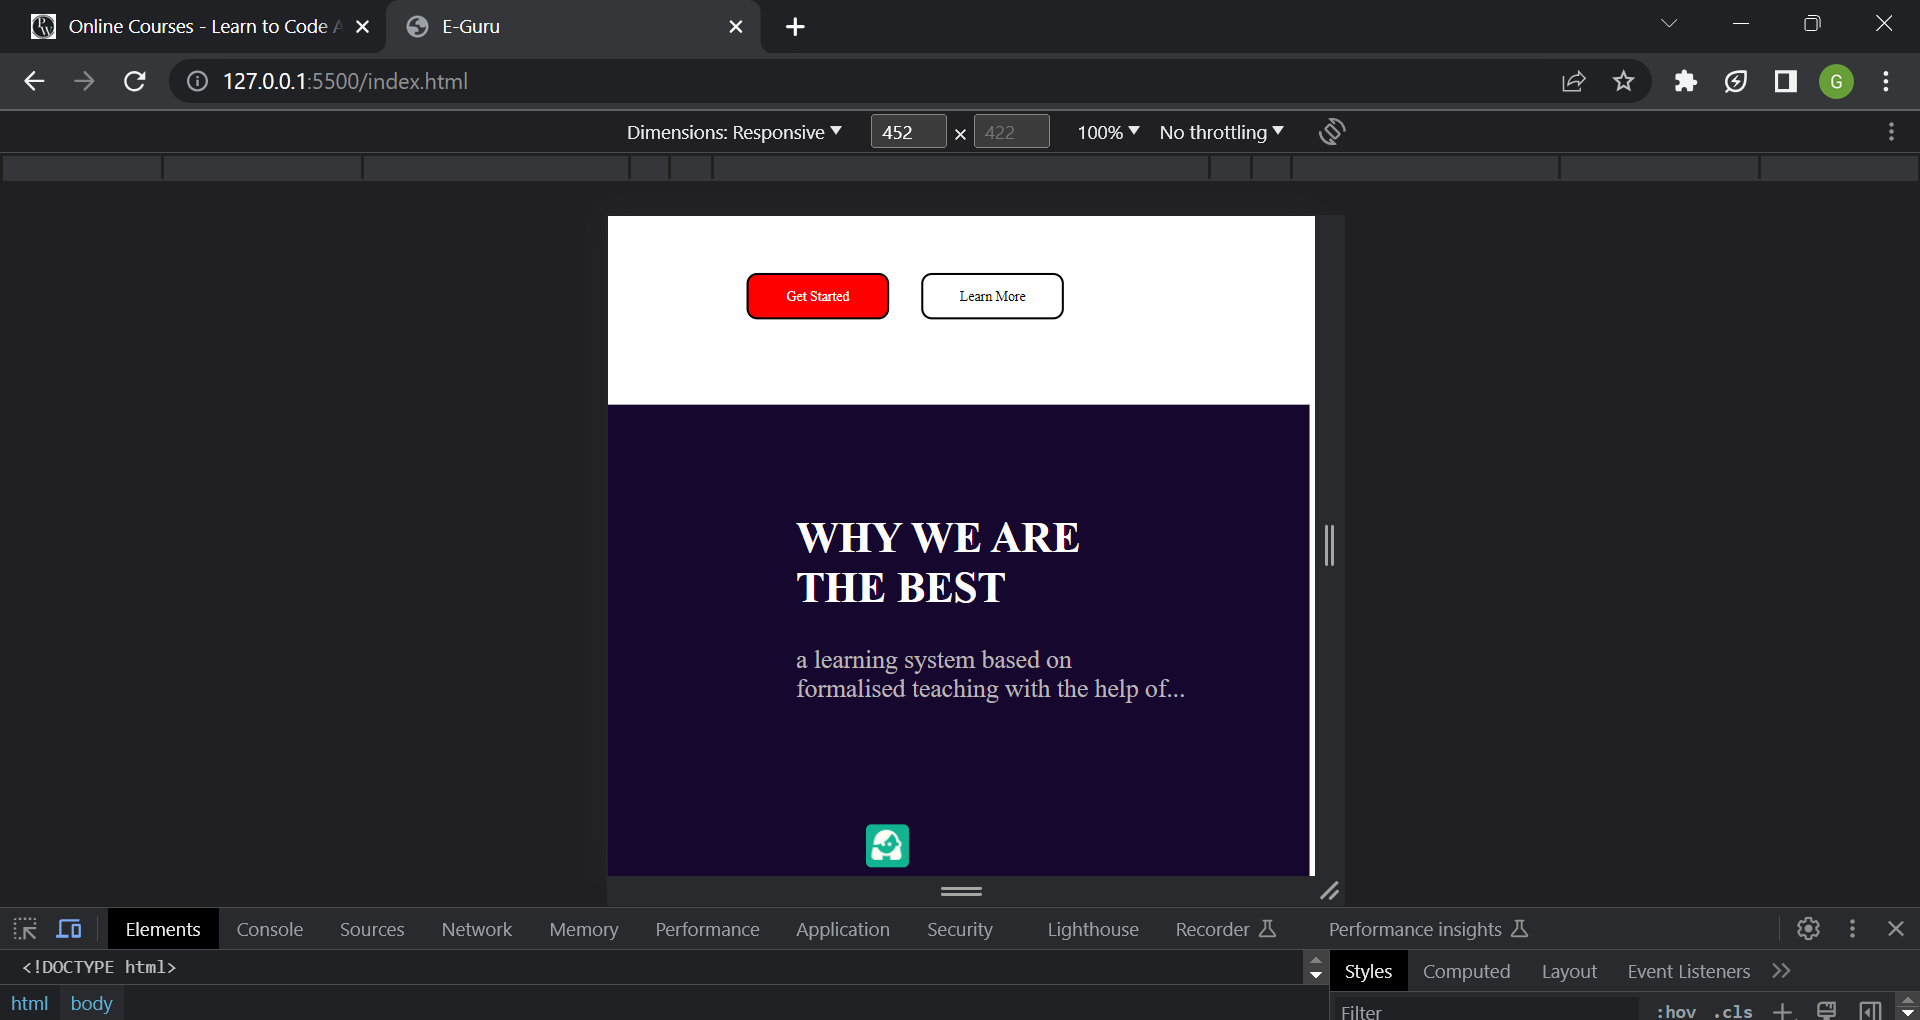 Online Courses - Learn to Code A
E-Guru
127.0.0.1:5500/index.html
G
Dimensions: Responsive
452 × 422
100%
No throttling
Get Started
Learn More
WHY WE ARE
THE BEST
a learning system based on
formalised teaching with the help of...
Elements Console Sources Network Memory Performance Application Security Lighthouse Recorder Performance insights
<!DOCTYPE html>
Styles Computed Layout Event Listeners
html body
Filter
:hov .cls